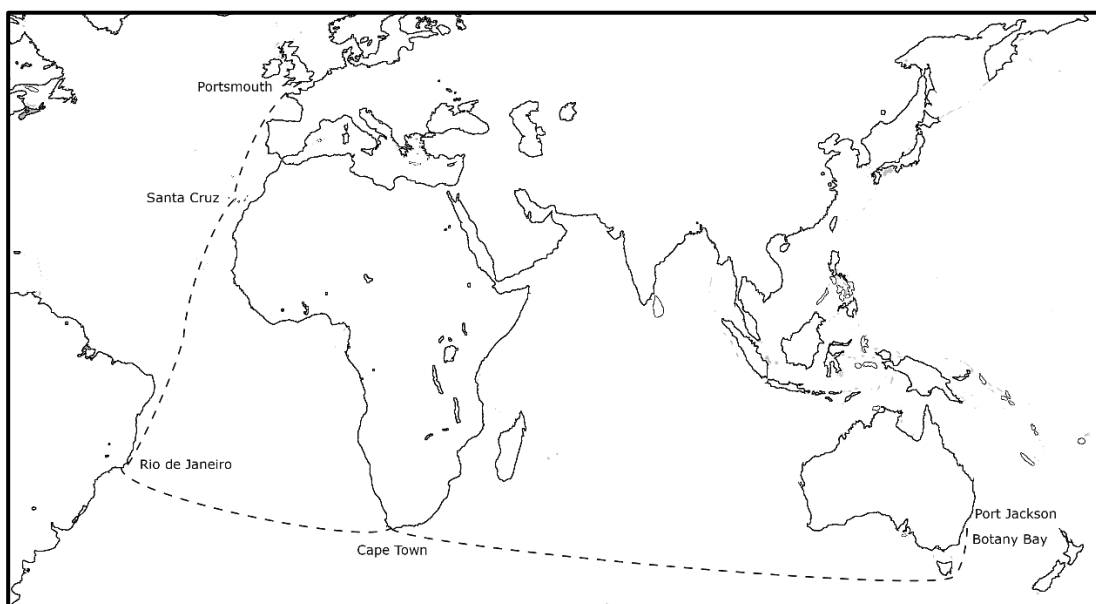 Portsmouth
Santa Cruz
Rio de Janeiro
Port Jackson
Botany Bay
Cape Town